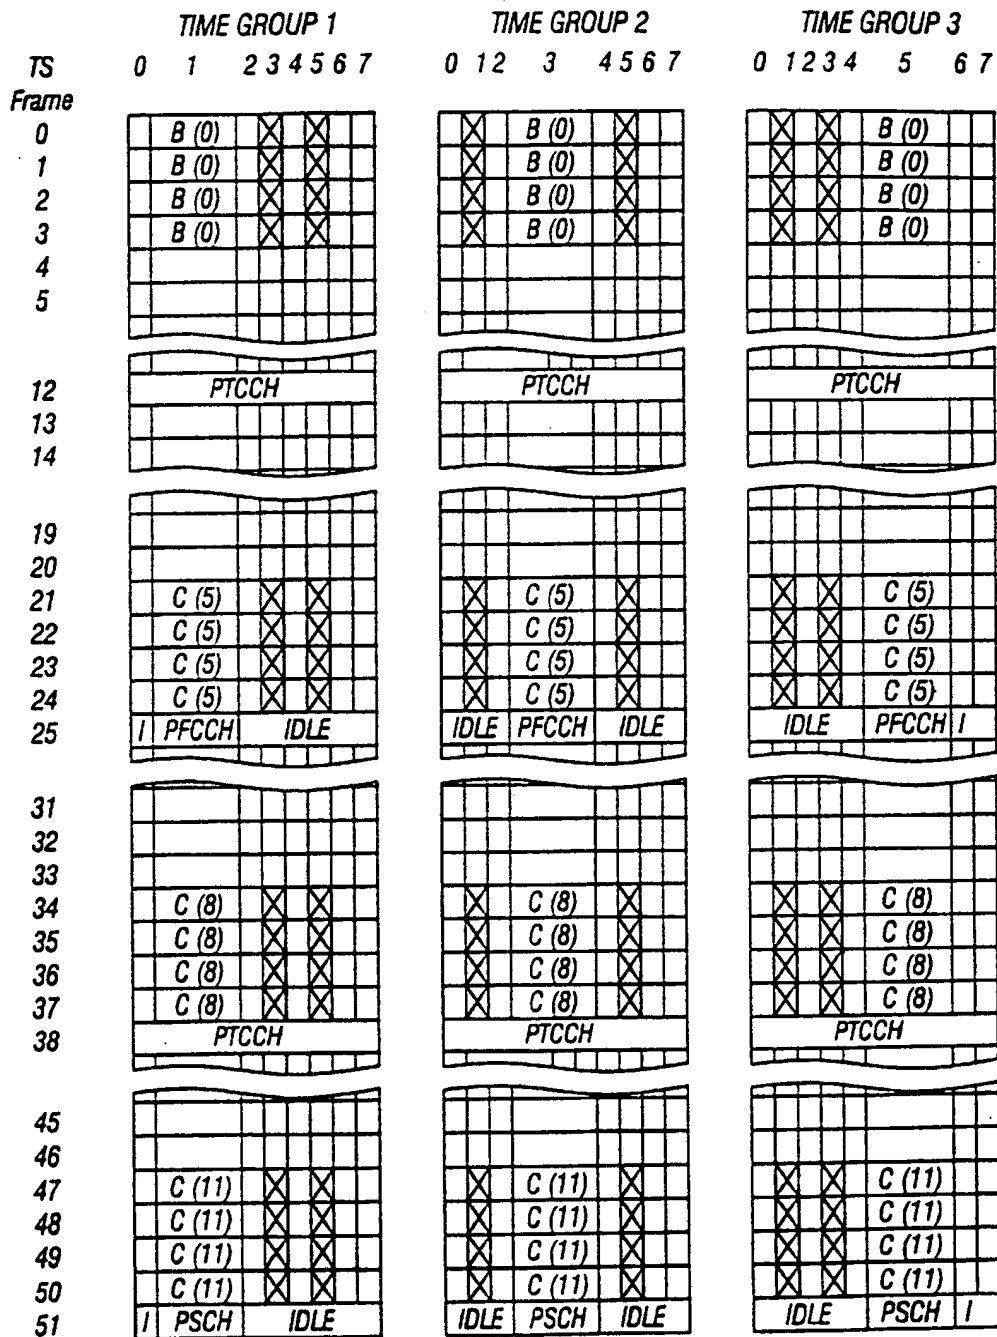 TIME GROUP 1 TIME GROUP 2 TIME GROUP 3
TS 0 1 2 3 4 5 6 7 0 1 2 3 4 5 6 7 0 1 2 3 4 5 6 7
Frame
0 B (0) B (0) B (0)
1 B (0) B (0) B (0)
2 B (0) B (0) B (0)
3 B (0) B (0) B (0)
4
5
12 PTCCH PTCCH PTCCH
13
14
19
20
21 C (5) C (5) C (5)
22 C (5) C (5) C (5)
23 C (5) C (5) C (5)
24 C (5) C (5) C (5)
25 I PFCCH IDLE IDLE PFCCH IDLE IDLE PFCCH I
31
32
33
34 C (8) C (8) C (8)
35 C (8) C (8) C (8)
36 C (8) C (8) C (8)
37 C (8) C (8) C (8)
38 PTCCH PTCCH PTCCH
45
46
47 C (11) C (11) C (11)
48 C (11) C (11) C (11)
49 C (11) C (11) C (11)
50 C (11) C (11) C (11)
51 I PSCH IDLE IDLE PSCH IDLE IDLE PSCH I